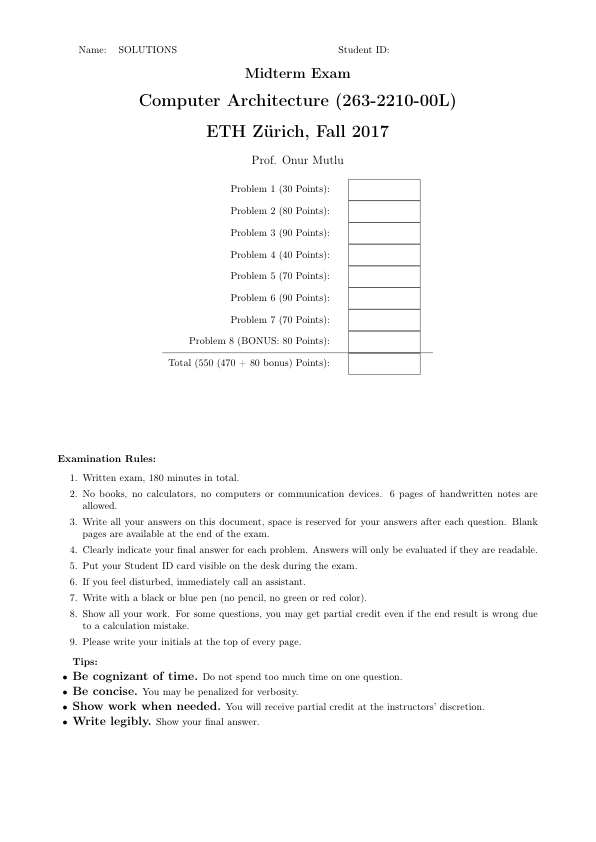 Name: SOLUTIONS Student ID:
Midterm Exam
Computer Architecture (263-2210-00L)
ETH Zürich, Fall 2017
Prof. Onur Mutlu
Problem 1 (30 Points):
Problem 2 (80 Points):
Problem 3 (90 Points):
Problem 4 (40 Points):
Problem 5 (70 Points):
Problem 6 (90 Points):
Problem 7 (70 Points):
Problem 8 (BONUS: 80 Points):
Total (550 (470 + 80 bonus) Points):
Examination Rules:
1. Written exam, 180 minutes in total.
2. No books, no calculators, no computers or communication devices. 6 pages of handwritten notes are
allowed.
3. Write all your answers on this document, space is reserved for your answers after each question. Blank
pages are available at the end of the exam.
4. Clearly indicate your final answer for each problem. Answers will only be evaluated if they are readable.
5. Put your Student ID card visible on the desk during the exam.
6. If you feel disturbed, immediately call an assistant.
7. Write with a black or blue pen (no pencil, no green or red color).
8. Show all your work. For some questions, you may get partial credit even if the end result is wrong due
to a calculation mistake.
9. Please write your initials at the top of every page.
Tips:
• Be cognizant of time. Do not spend too much time on one question.
• Be concise. You may be penalized for verbosity.
• Show work when needed. You will receive partial credit at the instructors' discretion.
• Write legibly. Show your final answer.